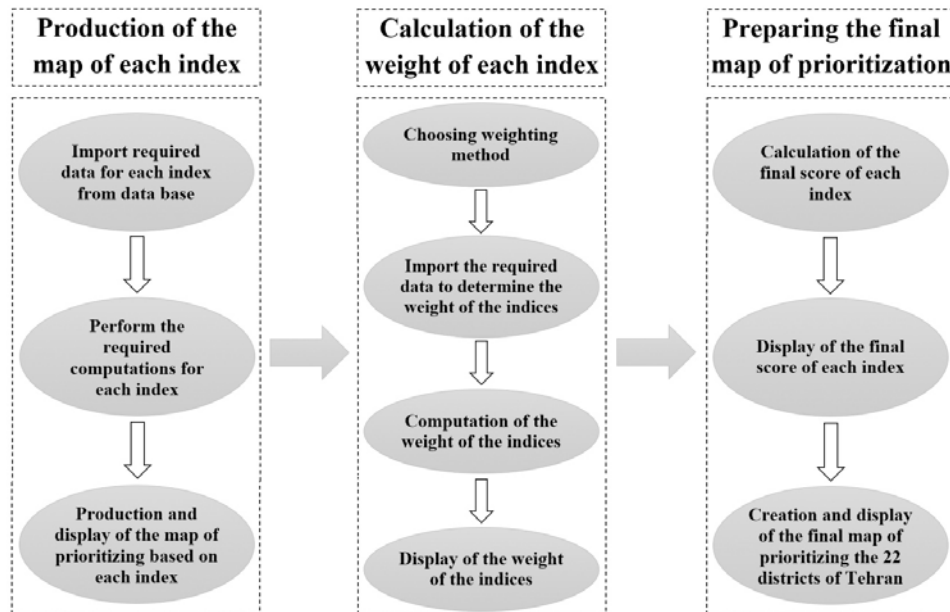 Production of the
map of each index
Import required
data for each index
from data base
Perform the
required
computations for
each index
Production and
display of the map of
prioritizing based on
each index
Calculation of the
weight of each index
Choosing weighting
method
Import the required
data to determine the
weight of the indices
Computation of the
weight of the indices
Display of the weight
of the indices
Preparing the final
map of prioritization
Calculation of the
final score of each
index
Display of the final
score of each index
Creation and display
of the final map of
prioritizing the 22
districts of Tehran